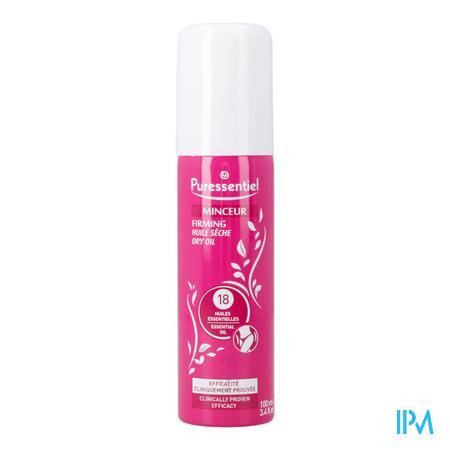 Puressentiel
MINCEUR
FIRMING
HUILE SÈCHE
DRY OIL
18
HUILES
ESSENTIELLES
ESSENTIAL
OIL
EFFICACITÉ
CLINIQUEMENT PROUVÉE
CLINICALLY PROVEN
EFFICACY
100 ml
3.4 fl.oz
IPM